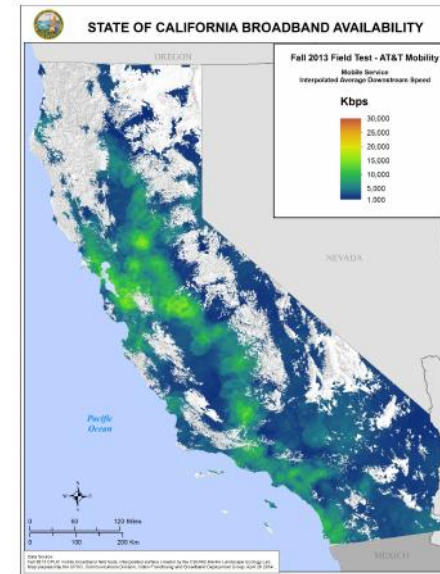 STATE OF CALIFORNIA BROADBAND AVAILABILITY
OREGON
Fall 2013 Field Test - AT&T Mobility
Mobile Service
Interpolated Average Downstream Speed
Kbps
30,000
25,000
20,000
15,000
10,000
5,000
1,000
NEVADA
Pacific
Ocean
N
0 60 120 Miles
0 100 200 Km
MEXICO
Data Source: